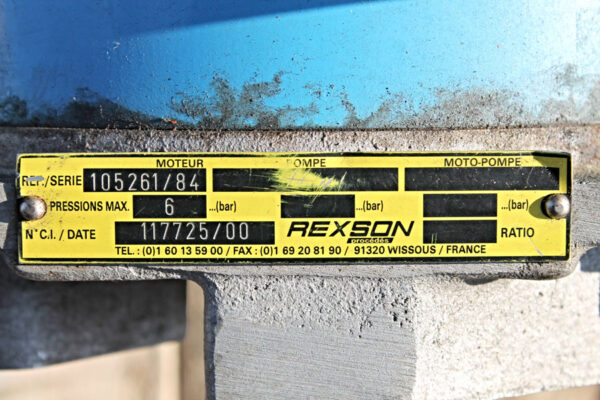 MOTEUR POMPE MOTO-POMPE
REF./SERIE 105261/84
PRESSIONS MAX. 6 ...(bar) ...(bar) ...(bar)
N°C.I. / DATE 117725/00 REXSON RATIO
procédés
TEL. : (0)1 60 13 59 00 / FAX : (0)1 69 20 81 90 / 91320 WISSOUS / FRANCE